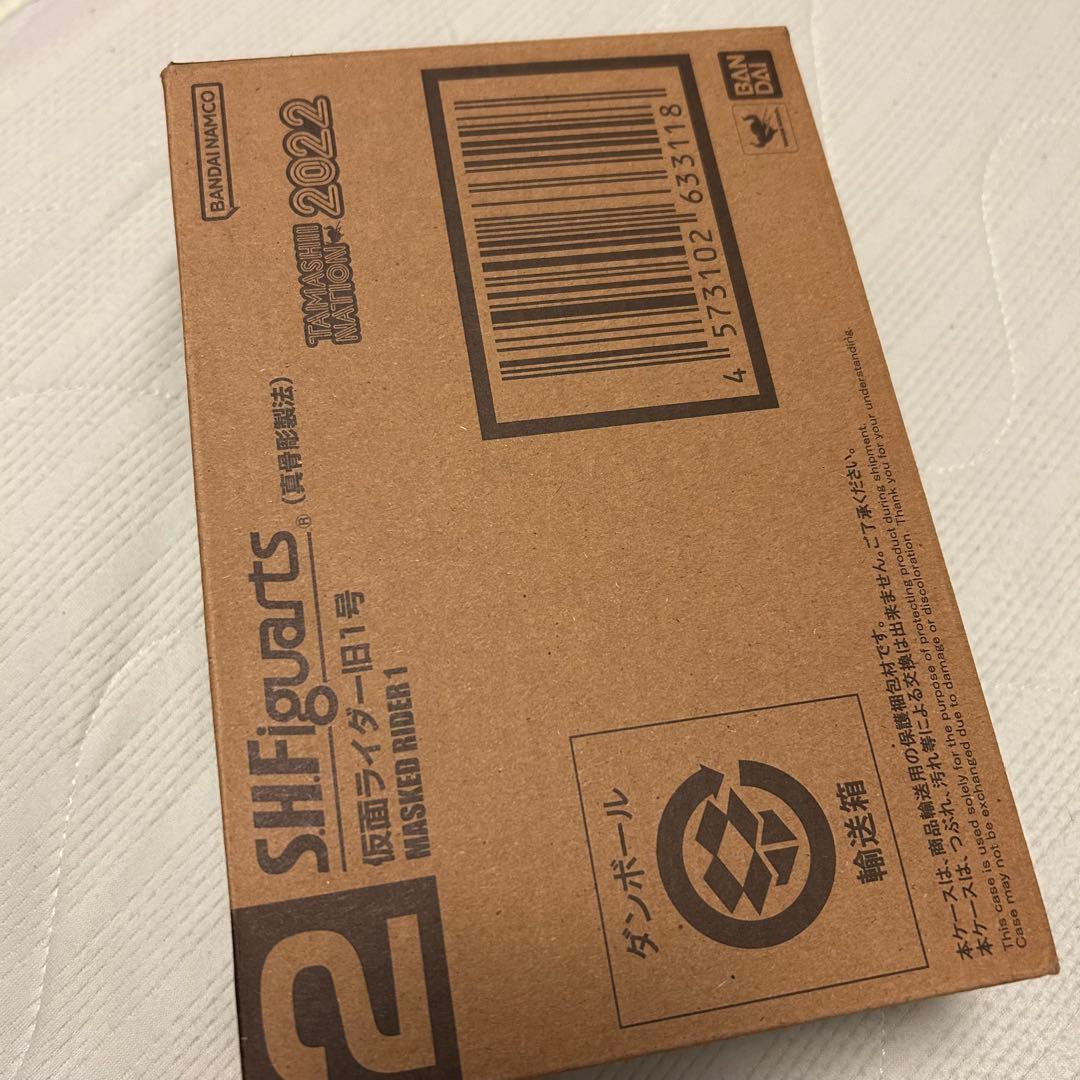 2
S.H.Figuarts® (真骨彫製法)
仮面ライダー旧1号
MASKED RIDER 1
TAMASHIII
NATION
2022
BANDAI NAMCO
BAN
DAI
4 573102 633118
ダンボール
輸送箱
本ケースは、商品輸送用の保護梱包材です。
本ケースは、つぶれ、汚れ等による交換は出来ません。ご了承ください。
This case is used solely for the purpose of protecting product during shipment.
Case may not be exchanged due to damage or discoloration. Thank you for your understanding.